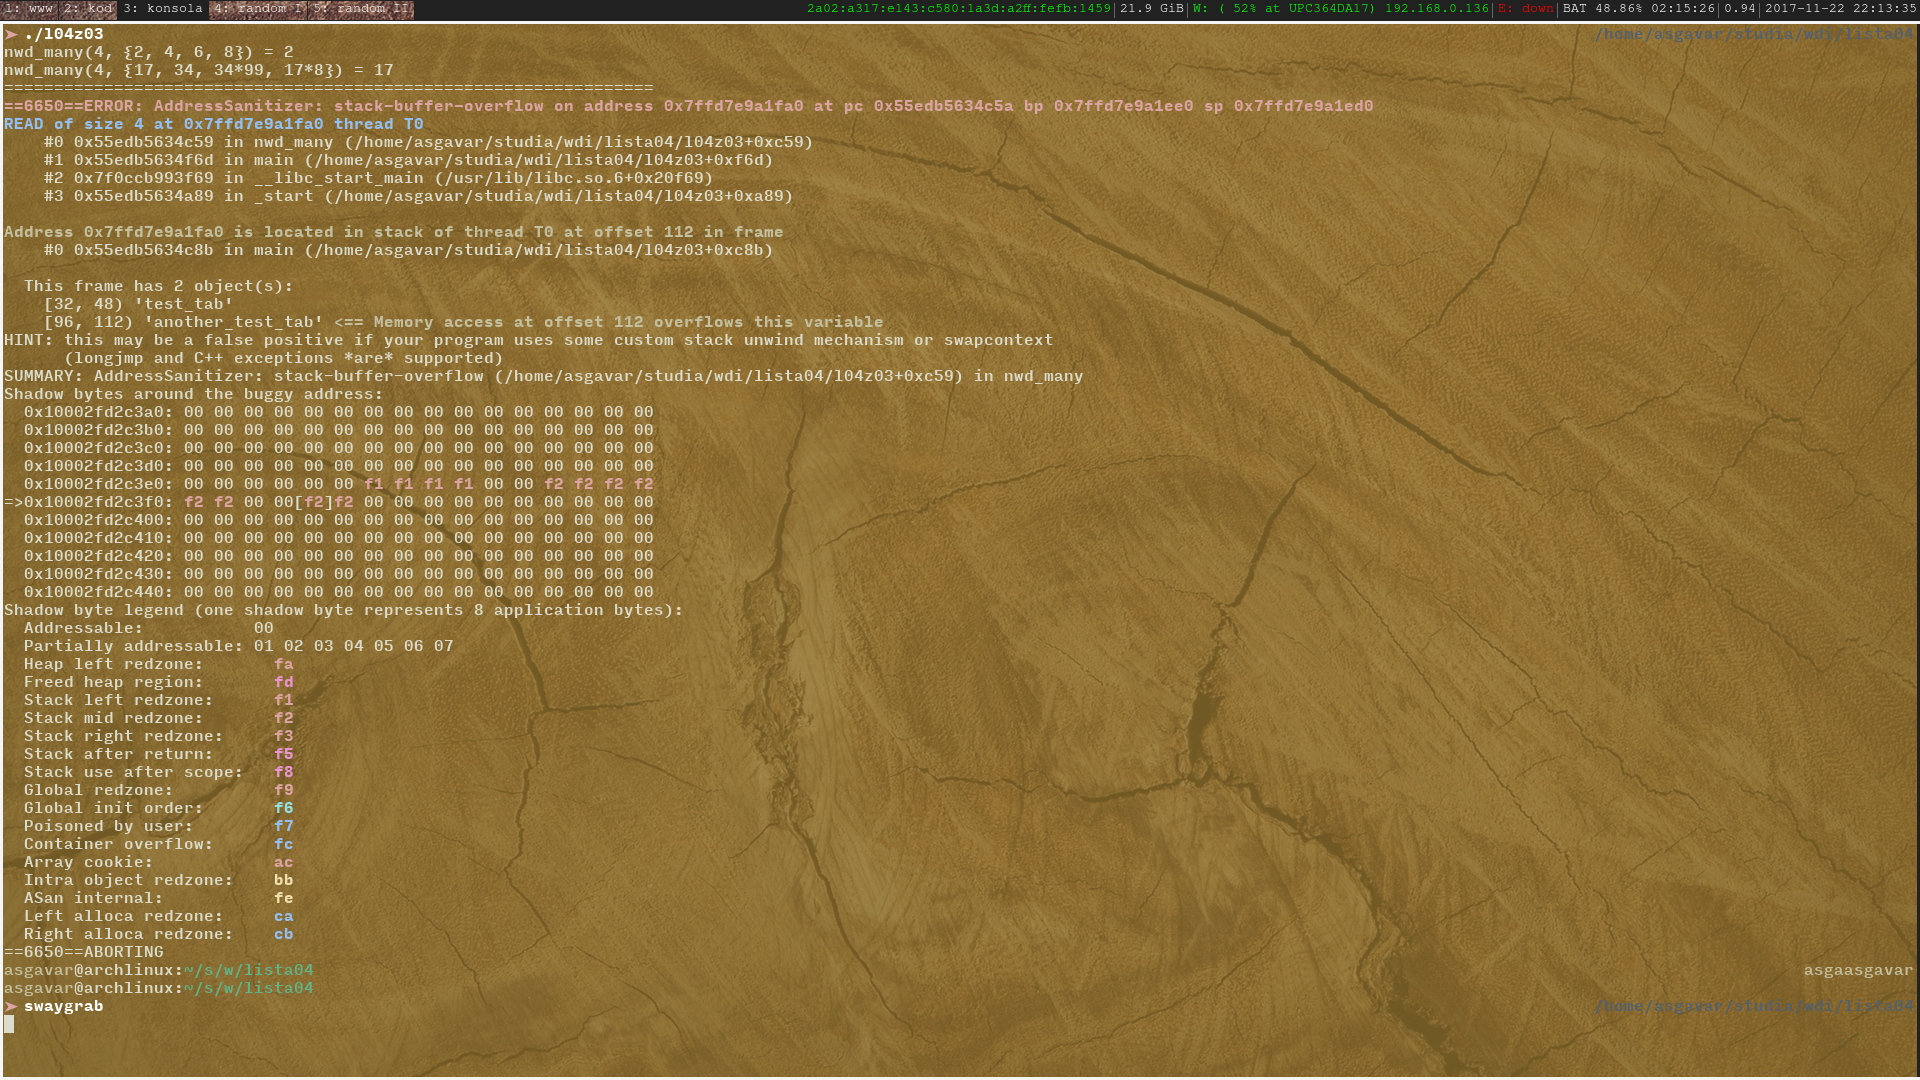 1: www 2: kod 3: konsola 4: random I 5: random II 2a02:a317:e143:c580:1a3d:a2ff:fefb:1459|21.9 GiB|W: ( 52% at UPC364DA17) 192.168.0.136|E: down|BAT 48.86% 02:15:26|0.94|2017-11-22 22:13:35
➤ ./l04z03 /home/asgavar/studia/wdi/lista04
nwd_many(4, {2, 4, 6, 8}) = 2
nwd_many(4, {17, 34, 34*99, 17*8}) = 17
=================================================================
==6650==ERROR: AddressSanitizer: stack-buffer-overflow on address 0x7ffd7e9a1fa0 at pc 0x55edb5634c5a bp 0x7ffd7e9a1ee0 sp 0x7ffd7e9a1ed0
READ of size 4 at 0x7ffd7e9a1fa0 thread T0
    #0 0x55edb5634c59 in nwd_many (/home/asgavar/studia/wdi/lista04/l04z03+0xc59)
    #1 0x55edb5634f6d in main (/home/asgavar/studia/wdi/lista04/l04z03+0xf6d)
    #2 0x7f0ccb993f69 in __libc_start_main (/usr/lib/libc.so.6+0x20f69)
    #3 0x55edb5634a89 in _start (/home/asgavar/studia/wdi/lista04/l04z03+0xa89)
Address 0x7ffd7e9a1fa0 is located in stack of thread T0 at offset 112 in frame
    #0 0x55edb5634c8b in main (/home/asgavar/studia/wdi/lista04/l04z03+0xc8b)
  This frame has 2 object(s):
    [32, 48) 'test_tab'
    [96, 112) 'another_test_tab' <== Memory access at offset 112 overflows this variable
HINT: this may be a false positive if your program uses some custom stack unwind mechanism or swapcontext
      (longjmp and C++ exceptions *are* supported)
SUMMARY: AddressSanitizer: stack-buffer-overflow (/home/asgavar/studia/wdi/lista04/l04z03+0xc59) in nwd_many
Shadow bytes around the buggy address:
  0x10002fd2c3a0: 00 00 00 00 00 00 00 00 00 00 00 00 00 00 00 00
  0x10002fd2c3b0: 00 00 00 00 00 00 00 00 00 00 00 00 00 00 00 00
  0x10002fd2c3c0: 00 00 00 00 00 00 00 00 00 00 00 00 00 00 00 00
  0x10002fd2c3d0: 00 00 00 00 00 00 00 00 00 00 00 00 00 00 00 00
  0x10002fd2c3e0: 00 00 00 00 00 00 f1 f1 f1 f1 00 00 f2 f2 f2 f2
=>0x10002fd2c3f0: f2 f2 00 00[f2]f2 00 00 00 00 00 00 00 00 00 00
  0x10002fd2c400: 00 00 00 00 00 00 00 00 00 00 00 00 00 00 00 00
  0x10002fd2c410: 00 00 00 00 00 00 00 00 00 00 00 00 00 00 00 00
  0x10002fd2c420: 00 00 00 00 00 00 00 00 00 00 00 00 00 00 00 00
  0x10002fd2c430: 00 00 00 00 00 00 00 00 00 00 00 00 00 00 00 00
  0x10002fd2c440: 00 00 00 00 00 00 00 00 00 00 00 00 00 00 00 00
Shadow byte legend (one shadow byte represents 8 application bytes):
  Addressable:           00
  Partially addressable: 01 02 03 04 05 06 07
  Heap left redzone:       fa
  Freed heap region:       fd
  Stack left redzone:      f1
  Stack mid redzone:       f2
  Stack right redzone:     f3
  Stack after return:      f5
  Stack use after scope:   f8
  Global redzone:          f9
  Global init order:       f6
  Poisoned by user:        f7
  Container overflow:      fc
  Array cookie:            ac
  Intra object redzone:    bb
  ASan internal:           fe
  Left alloca redzone:     ca
  Right alloca redzone:    cb
==6650==ABORTING
asgavar@archlinux:~/s/w/lista04 asgaasgavar
asgavar@archlinux:~/s/w/lista04
➤ swaygrab /home/asgavar/studia/wdi/lista04